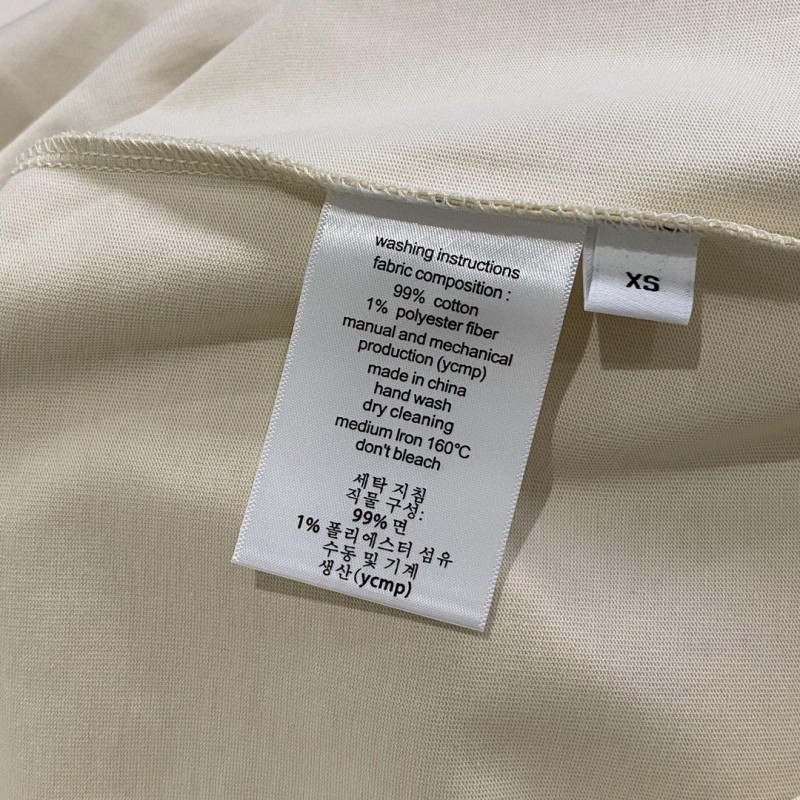 washing instructions
fabric composition :
99% cotton
1% polyester fiber
manual and mechanical
production (ycmp)
made in china
hand wash
dry cleaning
medium Iron 160°C
don't bleach
세탁 지침
직물 구성:
99% 면
1% 폴리에스터 섬유
수동 및 기계
생산(ycmp)
XS